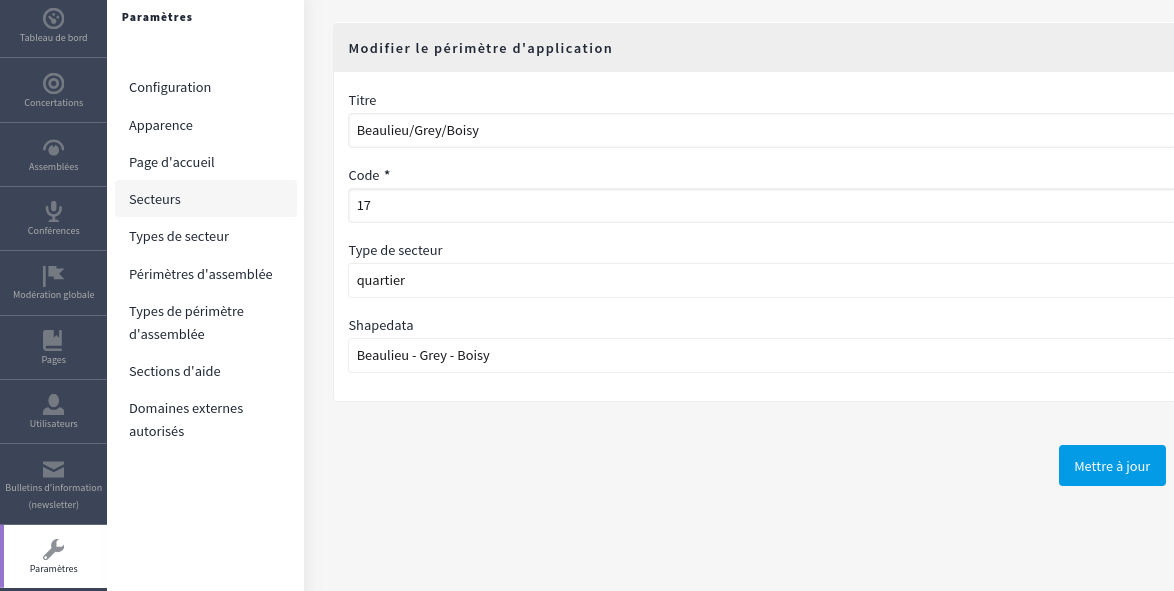 Tableau de bord
Concertations
Assemblées
Conférences
Modération globale
Pages
Utilisateurs
Bulletins d'information
(newsletter)
Paramètres
Paramètres
Configuration
Apparence
Page d'accueil
Secteurs
Types de secteur
Périmètres d'assemblée
Types de périmètre
d'assemblée
Sections d'aide
Domaines externes
autorisés
Modifier le périmètre d'application
Titre
Beaulieu/Grey/Boisy
Code *
17
Type de secteur
quartier
Shapedata
Beaulieu - Grey - Boisy
Mettre à jour